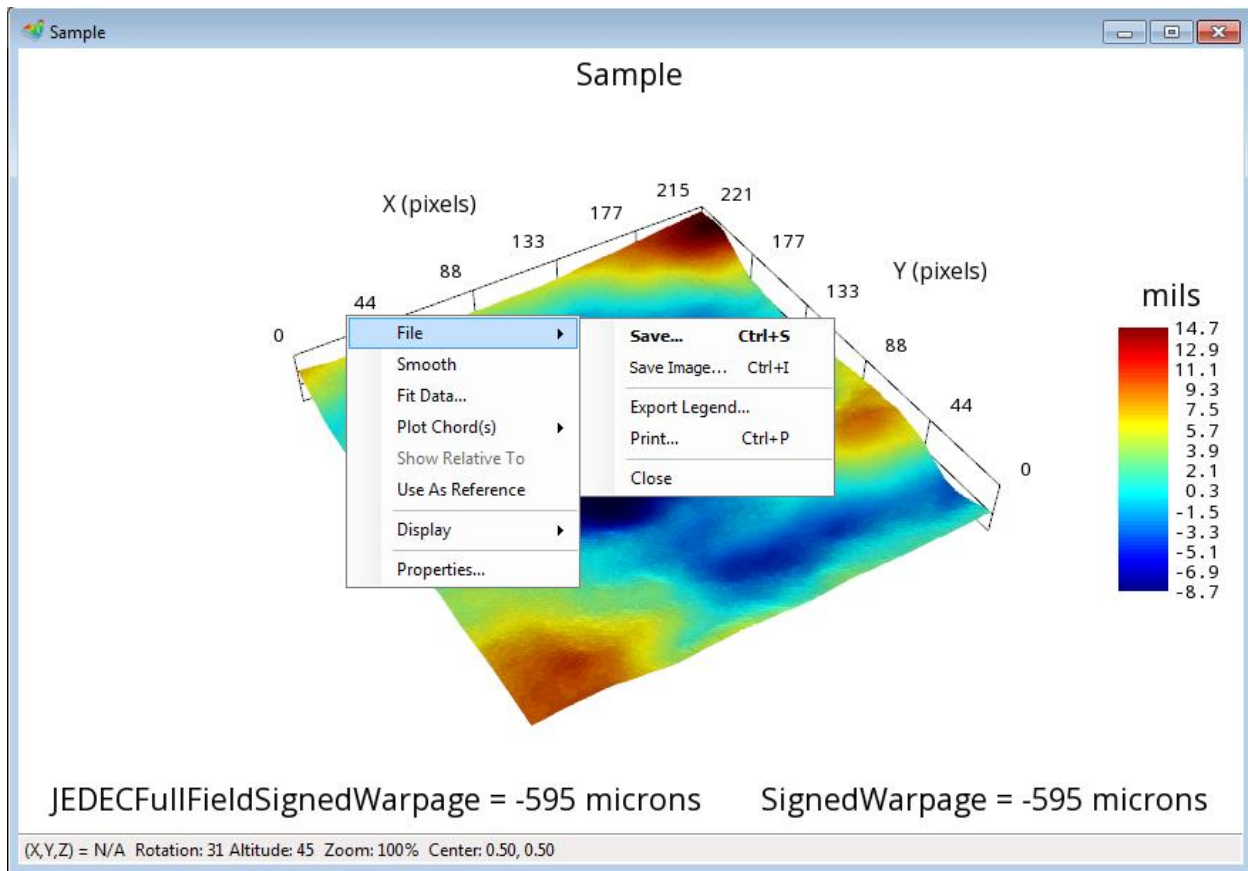 Sample
Sample
X (pixels)
0
44
88
133
177
215
221
177
133
88
44
0
Y (pixels)
mils
14.7
12.9
11.1
9.3
7.5
5.7
3.9
2.1
0.3
-1.5
-3.3
-5.1
-6.9
-8.7
File
Smooth
Fit Data...
Plot Chord(s)
Show Relative To
Use As Reference
Display
Properties...
Save... Ctrl+S
Save Image... Ctrl+I
Export Legend...
Print... Ctrl+P
Close
JEDECFullFieldSignedWarpage = -595 microns SignedWarpage = -595 microns
(X,Y,Z) = N/A Rotation: 31 Altitude: 45 Zoom: 100% Center: 0.50, 0.50